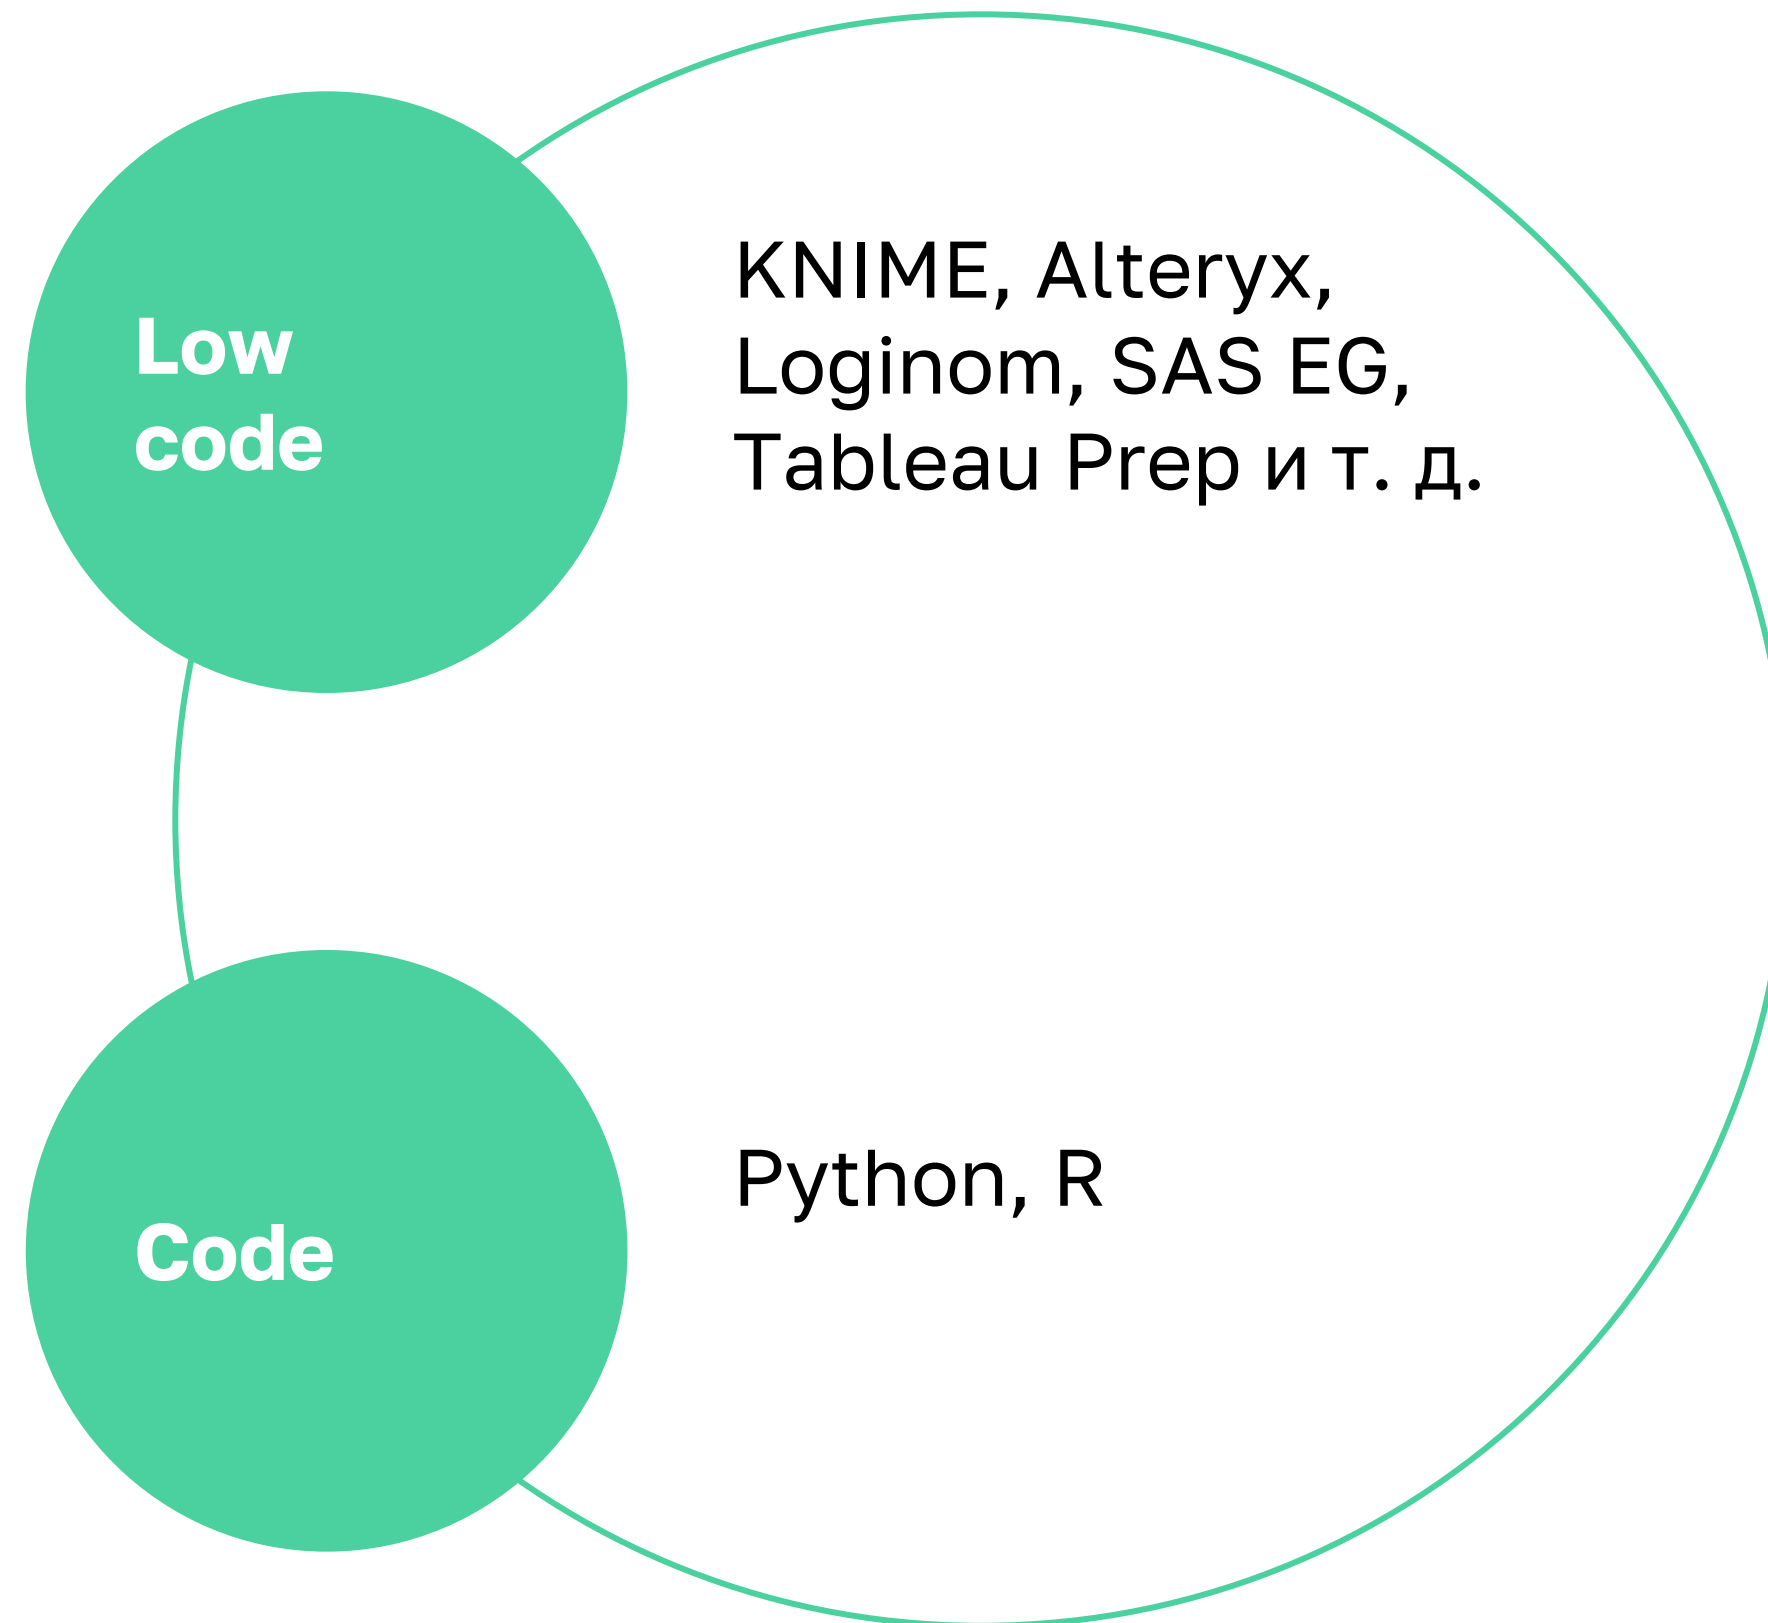 Low
code
KNIME, Alteryx,
Loginom, SAS EG,
Tableau Prep и т. д.
Code
Python, R